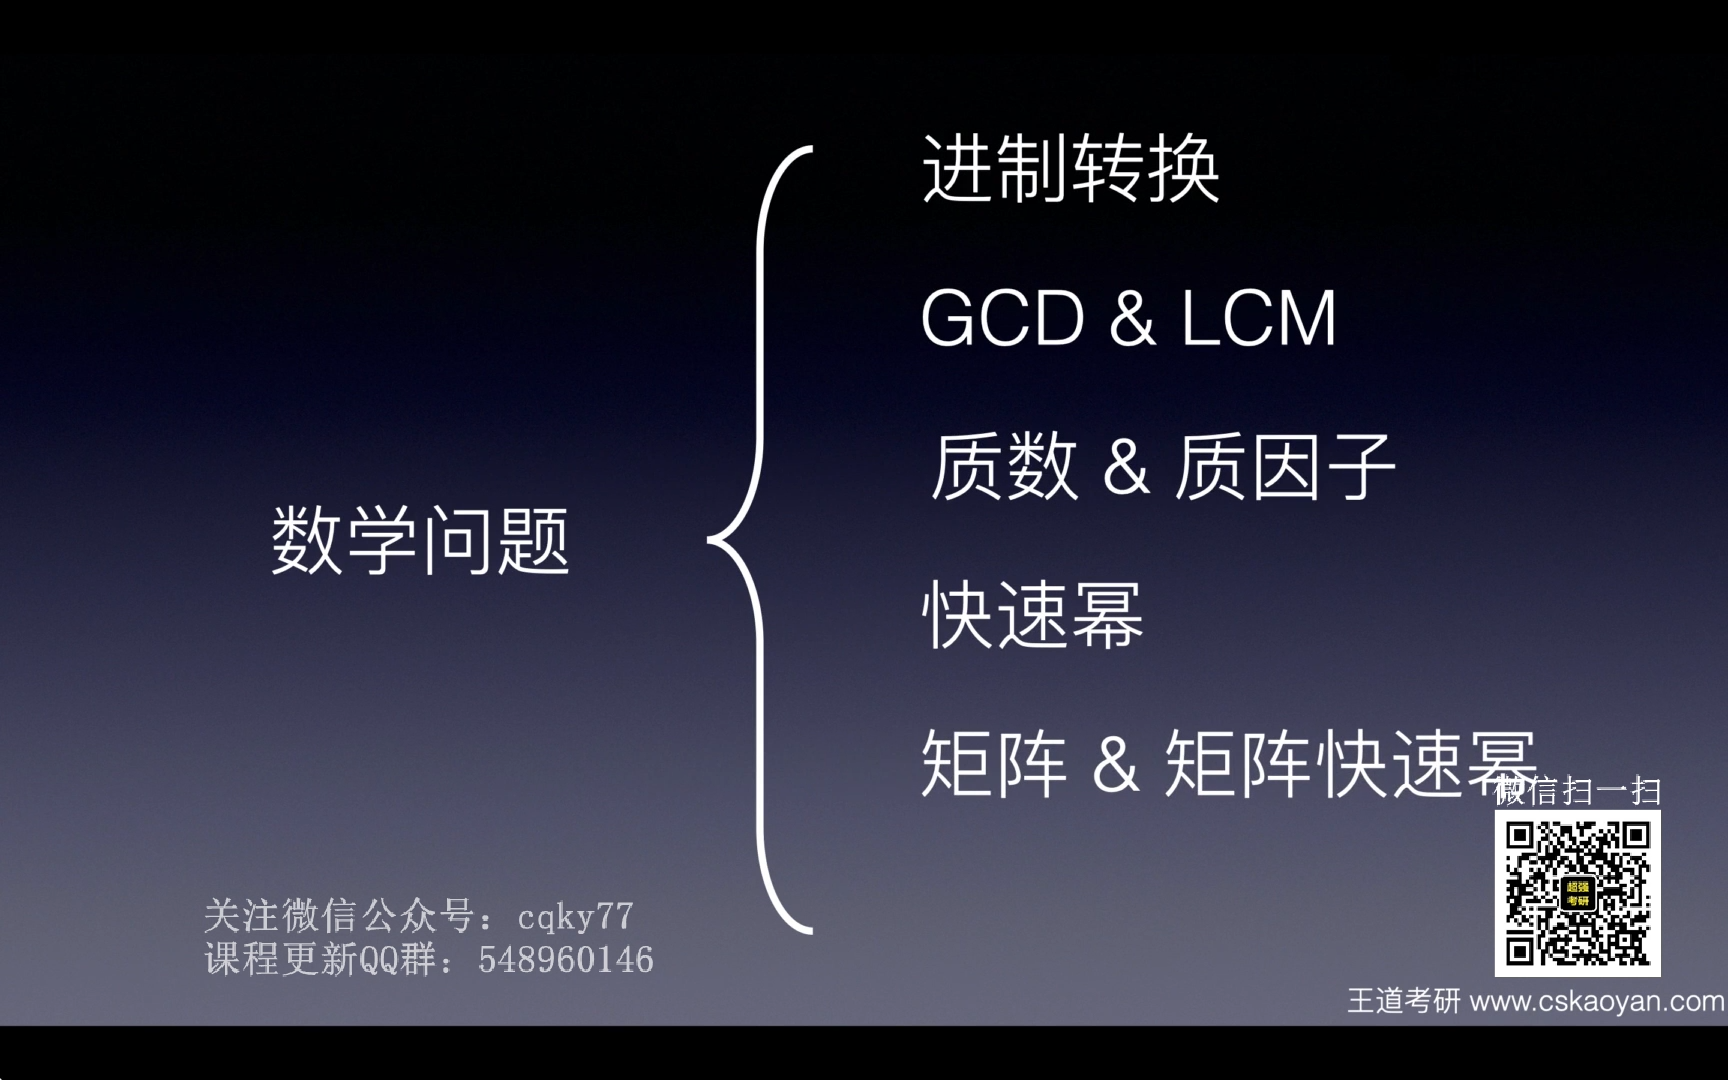 进制转换
GCD & LCM
质数 & 质因子
数学问题
快速幂
矩阵 & 矩阵快速幂
微信扫一扫
超强
考研
关注微信公众号：cqky77
课程更新QQ群：548960146
王道考研 www.cskaoyan.com